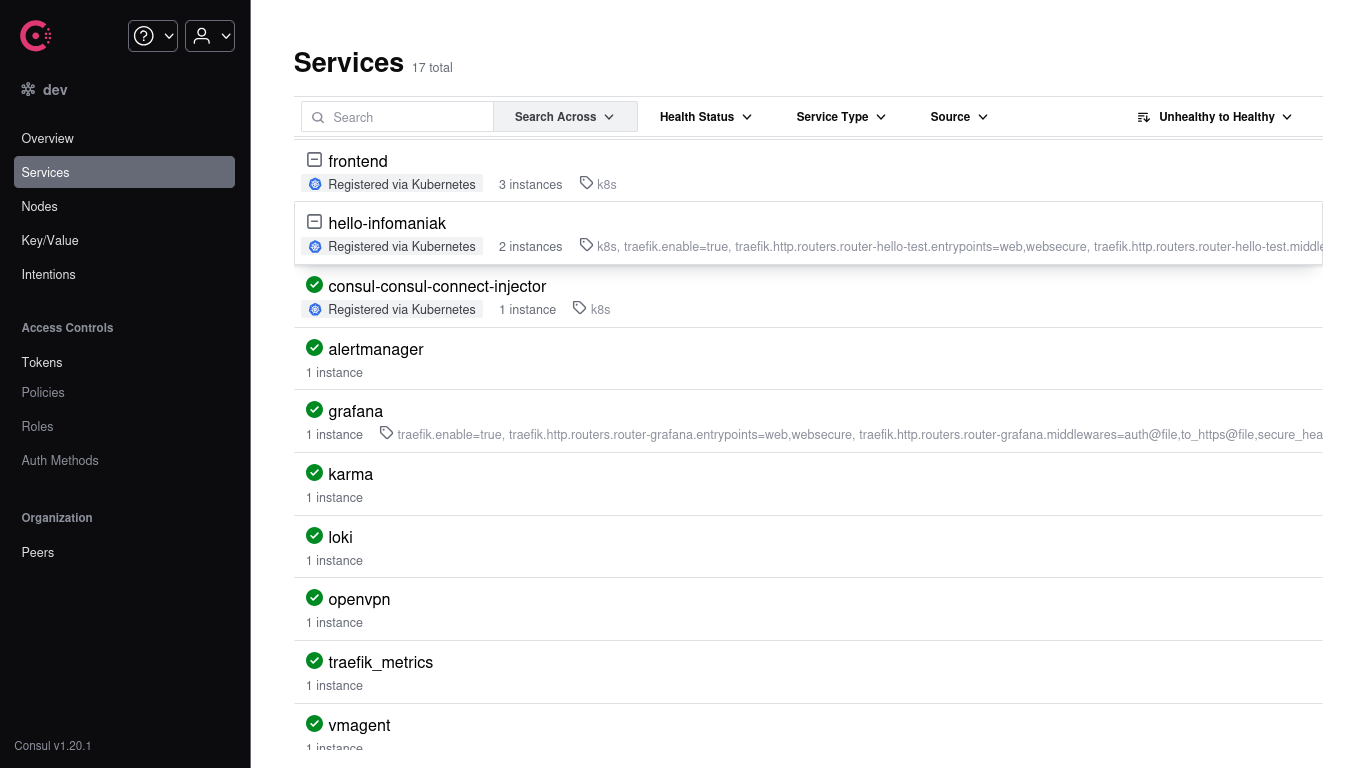 dev
Overview
Services
Nodes
Key/Value
Intentions
Access Controls
Tokens
Policies
Roles
Auth Methods
Organization
Peers
Consul v1.20.1
Services 17 total
Search Search Across Health Status Service Type Source Unhealthy to Healthy
frontend
Registered via Kubernetes 3 instances k8s
hello-infomaniak
Registered via Kubernetes 2 instances k8s, traefik.enable=true, traefik.http.routers.router-hello-test.entrypoints=web,websecure, traefik.http.routers.router-hello-test.middle
consul-consul-connect-injector
Registered via Kubernetes 1 instance k8s
alertmanager
1 instance
grafana
1 instance traefik.enable=true, traefik.http.routers.router-grafana.entrypoints=web,websecure, traefik.http.routers.router-grafana.middlewares=auth@file,to_https@file,secure_hea
karma
1 instance
loki
1 instance
openvpn
1 instance
traefik_metrics
1 instance
vmagent
1 instance